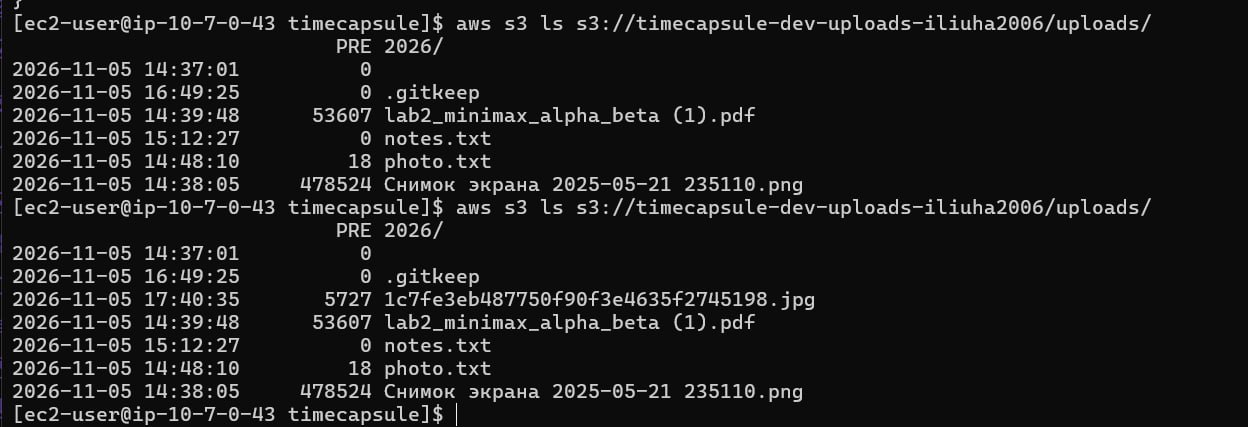 }
[ec2-user@ip-10-7-0-43 timecapsule]$ aws s3 ls s3://timecapsule-dev-uploads-iliuha2006/uploads/
                           PRE 2026/
2026-11-05 14:37:01          0
2026-11-05 16:49:25          0 .gitkeep
2026-11-05 14:39:48      53607 lab2_minimax_alpha_beta (1).pdf
2026-11-05 15:12:27          0 notes.txt
2026-11-05 14:48:10         18 photo.txt
2026-11-05 14:38:05     478524 Снимок экрана 2025-05-21 235110.png
[ec2-user@ip-10-7-0-43 timecapsule]$ aws s3 ls s3://timecapsule-dev-uploads-iliuha2006/uploads/
                           PRE 2026/
2026-11-05 14:37:01          0
2026-11-05 16:49:25          0 .gitkeep
2026-11-05 17:40:35       5727 1c7fe3eb487750f90f3e4635f2745198.jpg
2026-11-05 14:39:48      53607 lab2_minimax_alpha_beta (1).pdf
2026-11-05 15:12:27          0 notes.txt
2026-11-05 14:48:10         18 photo.txt
2026-11-05 14:38:05     478524 Снимок экрана 2025-05-21 235110.png
[ec2-user@ip-10-7-0-43 timecapsule]$